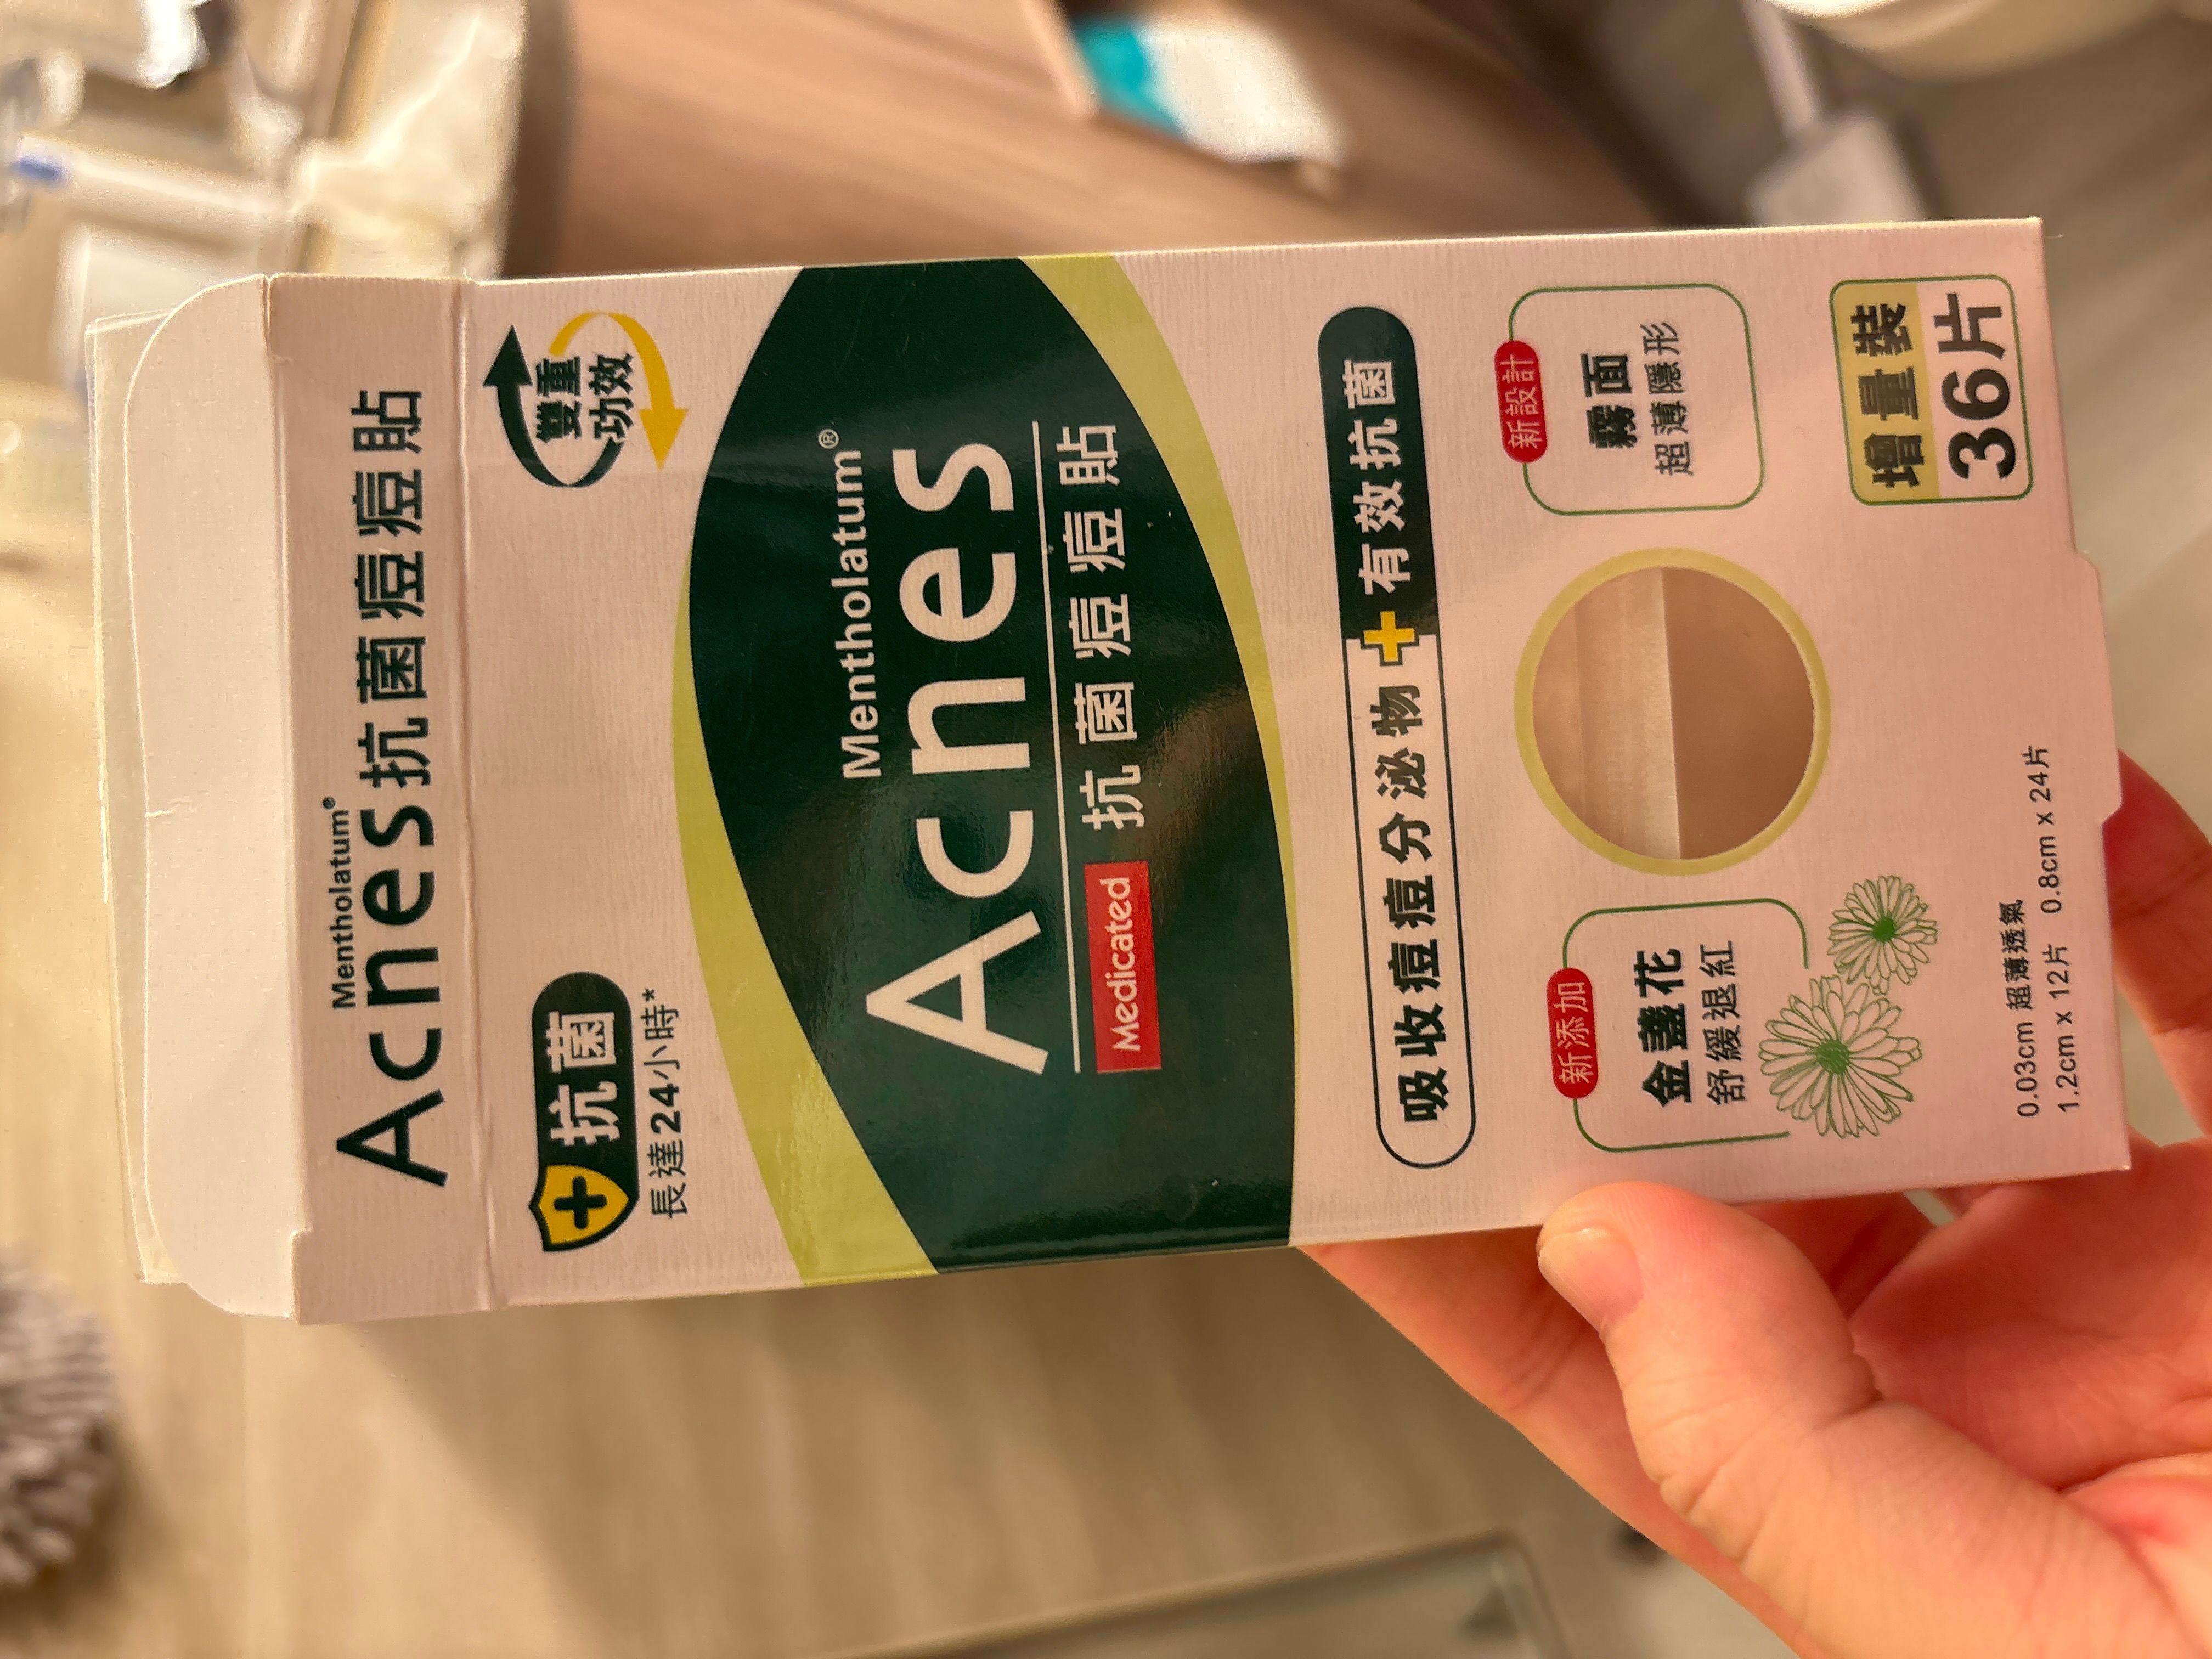 Mentholatum®
Acnes抗菌痘痘貼
抗菌
長達24小時*
雙重
功效
Mentholatum®
Acnes
Medicated 抗菌痘痘貼
吸收痘痘分泌物+有效抗菌
新添加
金盞花
舒緩退紅
新設計
霧面
超薄隱形
0.03cm 超薄透氣
1.2cm x 12片 0.8cm x 24片
增量裝
36片